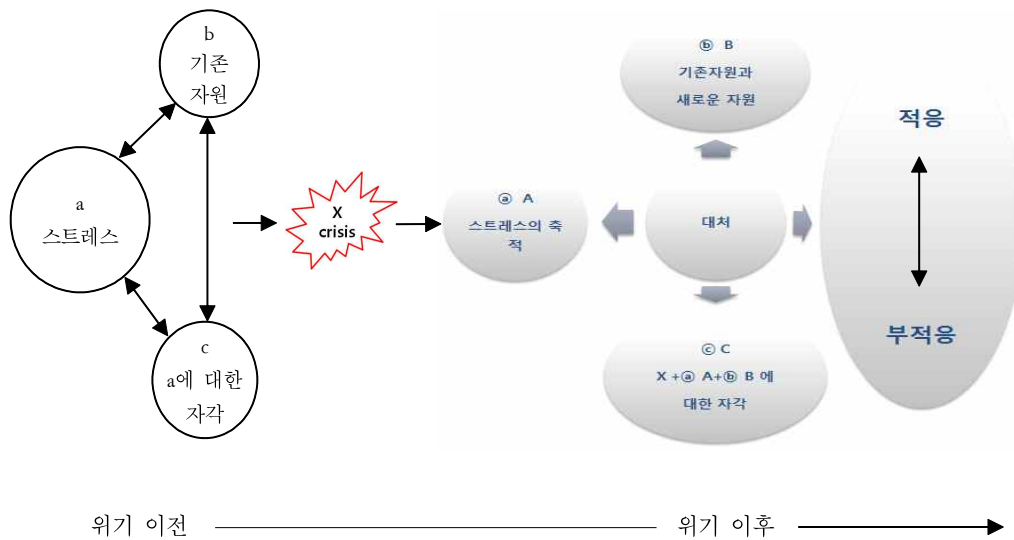 b
기존
자원
a
스트레스
c
a에 대한
자각
X
crisis
ⓐ A
스트레스의 축
적
ⓑ B
기존자원과
새로운 자원
대처
ⓒ C
X +ⓐ A+ⓑ B 에
대한 자각
적응
부적응
위기 이전
위기 이후